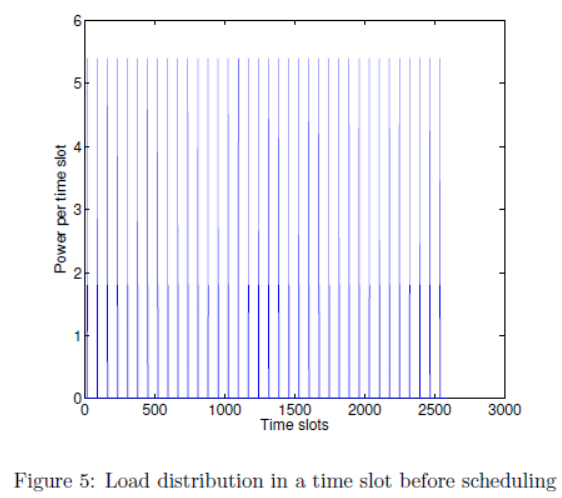 6
5
4
3
2
1
0
Power per time slot
0 500 1000 1500 2000 2500 3000
Time slots
Figure 5: Load distribution in a time slot before scheduling